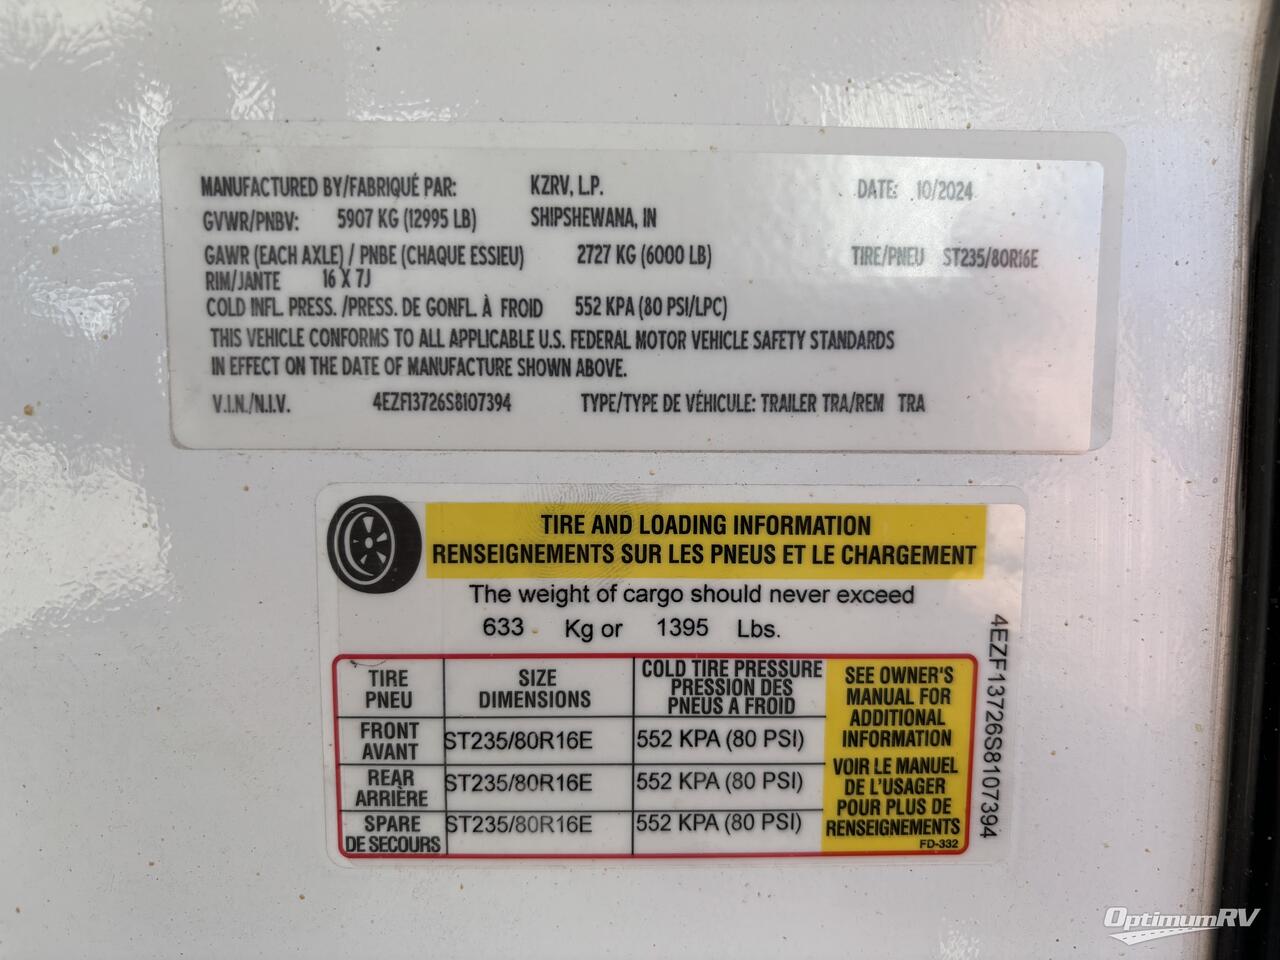 MANUFACTURED BY/FABRIQUÉ PAR: KZRV, L.P. DATE: 10/2024
GVWR/PNBV: 5907 KG (12995 LB) SHIPSHEWANA, IN
GAWR (EACH AXLE) / PNBE (CHAQUE ESSIEU) 2727 KG (6000 LB) TIRE/PNEU ST235/80R16E
RIM/JANTE 16 X 7J
COLD INFL. PRESS. /PRESS. DE GONFL. À FROID 552 KPA (80 PSI/LPC)
THIS VEHICLE CONFORMS TO ALL APPLICABLE U.S. FEDERAL MOTOR VEHICLE SAFETY STANDARDS
IN EFFECT ON THE DATE OF MANUFACTURE SHOWN ABOVE.
V.I.N./N.I.V. 4EZF13726S8107394 TYPE/TYPE DE VÉHICULE: TRAILER TRA/REM TRA
TIRE AND LOADING INFORMATION
RENSEIGNEMENTS SUR LES PNEUS ET LE CHARGEMENT
The weight of cargo should never exceed
633 Kg or 1395 Lbs.
TIRE
PNEU
SIZE
DIMENSIONS
COLD TIRE PRESSURE
PRESSION DES
PNEUS A FROID
FRONT
AVANT
ST235/80R16E
552 KPA (80 PSI)
REAR
ARRIÈRE
ST235/80R16E
552 KPA (80 PSI)
SPARE
DE SECOURS
ST235/80R16E
552 KPA (80 PSI)
SEE OWNER'S
MANUAL FOR
ADDITIONAL
INFORMATION
VOIR LE MANUEL
DE L'USAGER
POUR PLUS DE
RENSEIGNEMENTS
FD-332
4EZF13726S8107394
OptimumRV